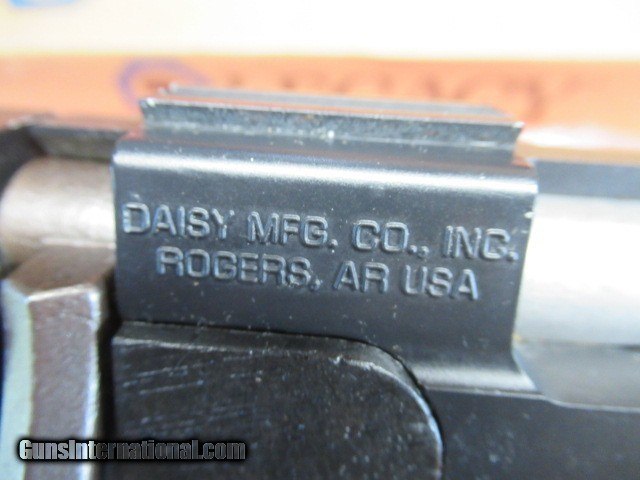 DAISY MFG. CO., INC.
ROGERS, AR USA
GunsInternational.com